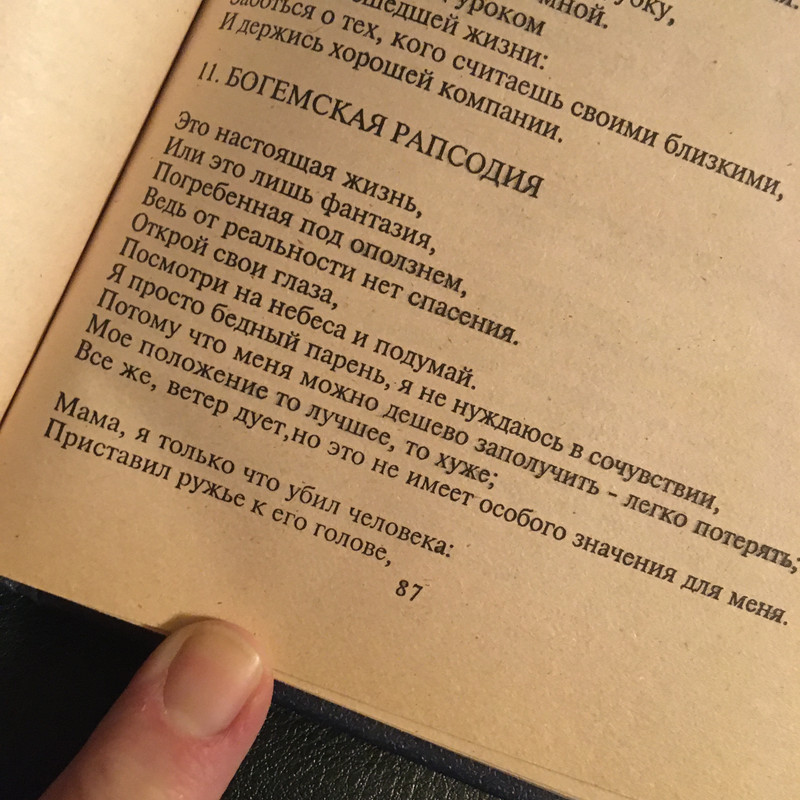 уроком
мной.
шедшей жизни:
Заботься о тех, кого считаешь своими близкими,
И держись хорошей компании.
11. БОГЕМСКАЯ РАПСОДИЯ
Это настоящая жизнь,
Или это лишь фантазия,
Погребенная под оползнем,
Ведь от реальности нет спасения.
Открой свои глаза,
Посмотри на небеса и подумай.
Я просто бедный парень, я не нуждаюсь в сочувствии,
Потому что меня можно дешево заполучить - легко потерять;
Мое положение то лучшее, то хуже;
Все же, ветер дует,но это не имеет особого значения для меня.
Мама, я только что убил человека:
Приставил ружье к его голове,
87